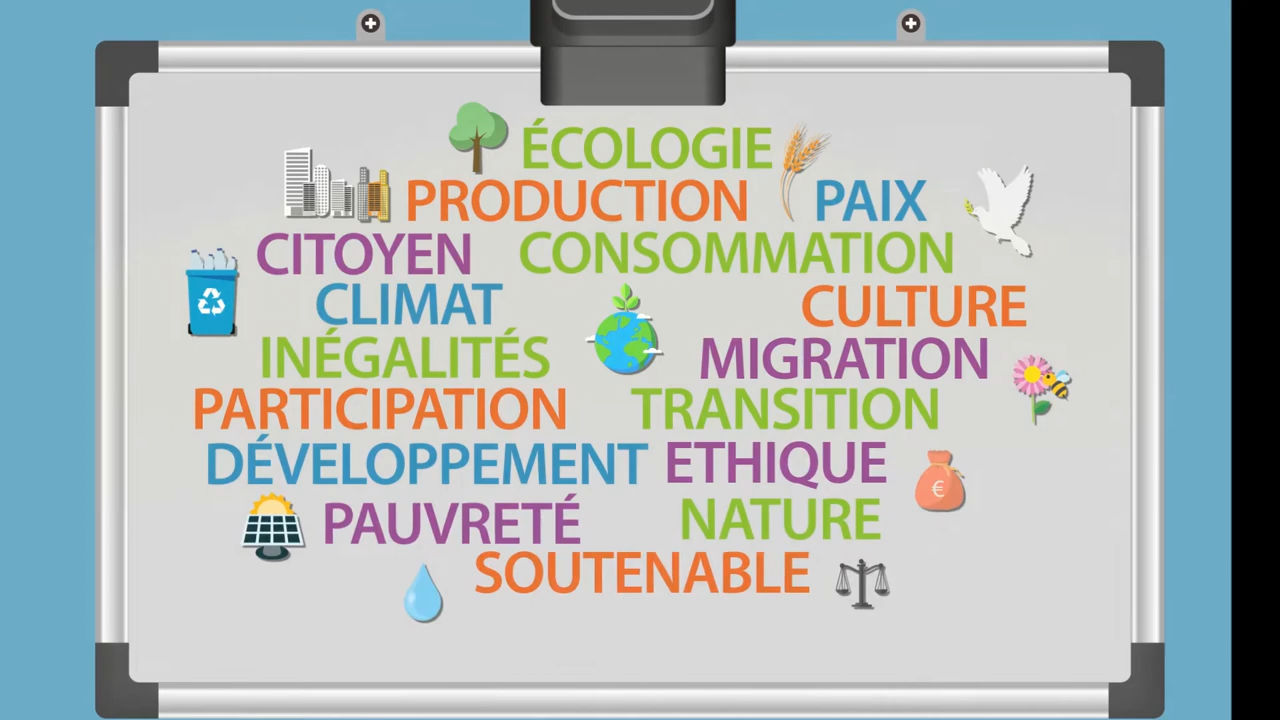 ÉCOLOGIE
PRODUCTION PAIX
CITOYEN CONSOMMATION
CLIMAT CULTURE
INÉGALITÉS MIGRATION
PARTICIPATION TRANSITION
DÉVELOPPEMENT ETHIQUE
€
PAUVRETÉ NATURE
SOUTENABLE